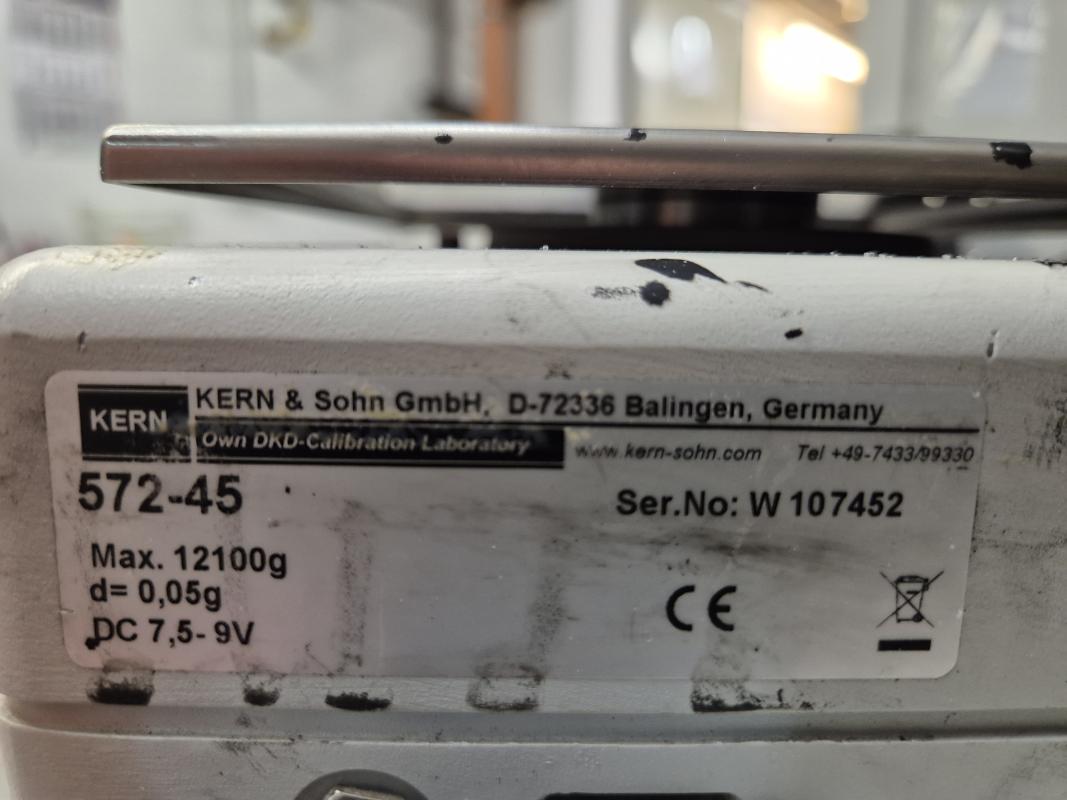 KERN
KERN & Sohn GmbH, D-72336 Balingen, Germany
Own DKD-Calibration Laboratory
www.kern-sohn.com Tel +49-7433/99330
572-45
Ser.No: W 107452
Max. 12100g
d= 0,05g
DC 7,5- 9V
CE